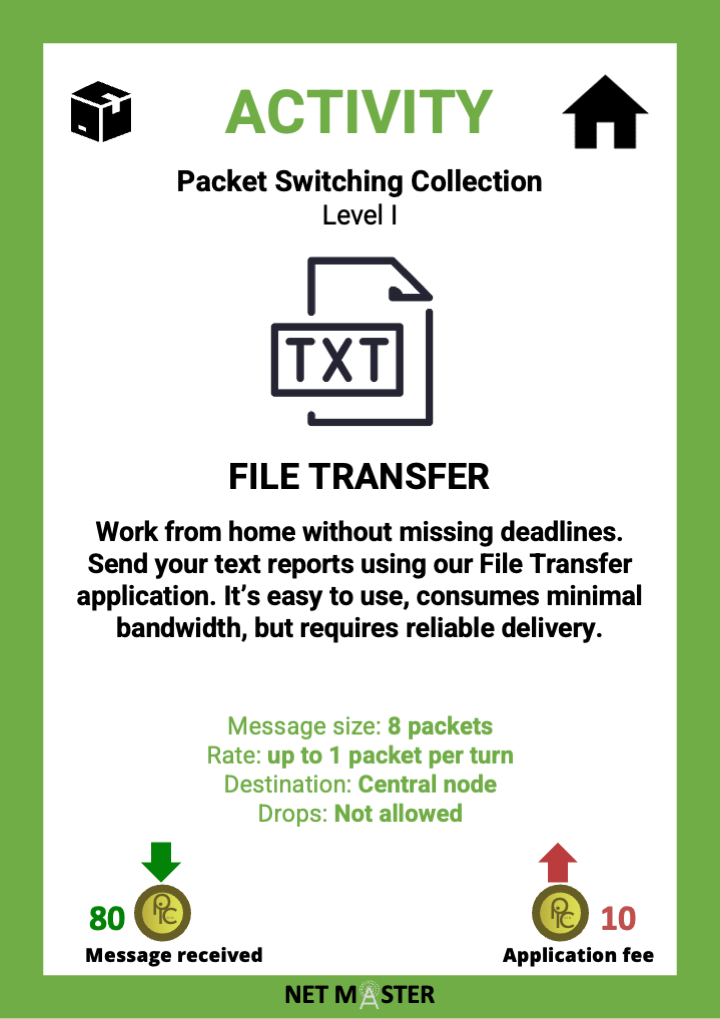 ACTIVITY
Packet Switching Collection
Level I
TXT
FILE TRANSFER
Work from home without missing deadlines.
Send your text reports using our File Transfer
application. It’s easy to use, consumes minimal
bandwidth, but requires reliable delivery.
Message size: 8 packets
Rate: up to 1 packet per turn
Destination: Central node
Drops: Not allowed
80
Message received
10
Application fee
NET MASTER